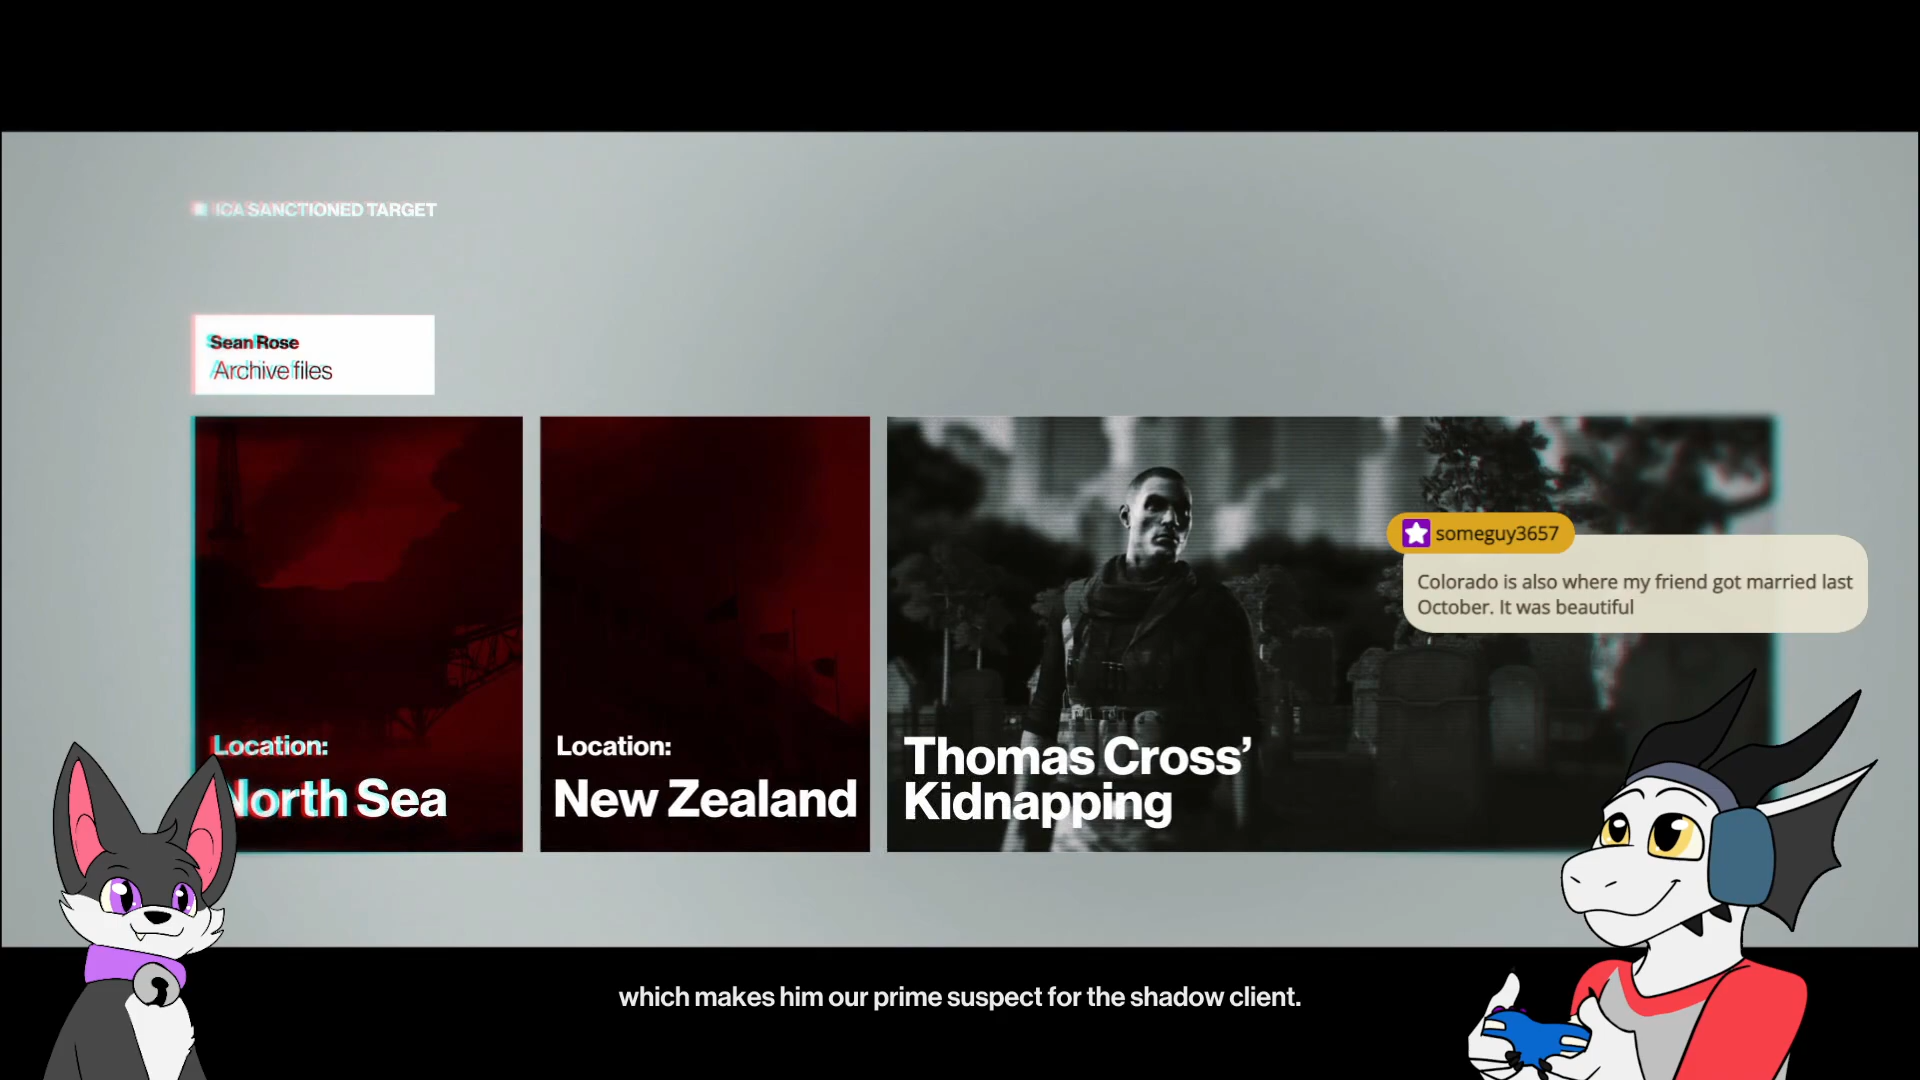 ICA SANCTIONED TARGET
Sean Rose
Archive files
Location:
North Sea
Location:
New Zealand
Thomas Cross’
Kidnapping
someguy3657
Colorado is also where my friend got married last
October. It was beautiful
which makes him our prime suspect for the shadow client.